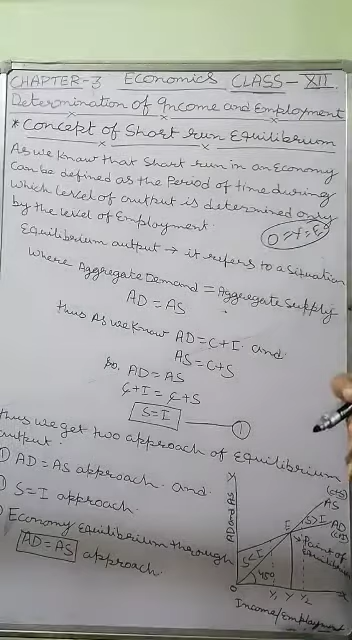 CHAPTER-3 Economics CLASS-XII.
Determination of Income and Employment
* Concept of Short run Equilibrium
As we know that Short run in an Economy
can be defined as the Period of time during
which level of output is determined only
by the level of Employment.
O=f=E
Equilibrium output → it refers to a Situation
where Aggregate Demand = Aggregate Supply
AD = AS
thus As we know AD = C+I. and
AS = C+S
So. AD = AS
C+I = C+S
S=I ①
thus we get two approach of Equilibrium
output.
① AD = AS approach. and
S=I approach.
Economy Equilibrium through
AD = AS approach.
Y
AD and AS
(C+S)
AS
S>I AD
(C+I)
E
Point of
Equilibrium
S<I
45°
O Y₁ Y Y₂ X
Income/Employment